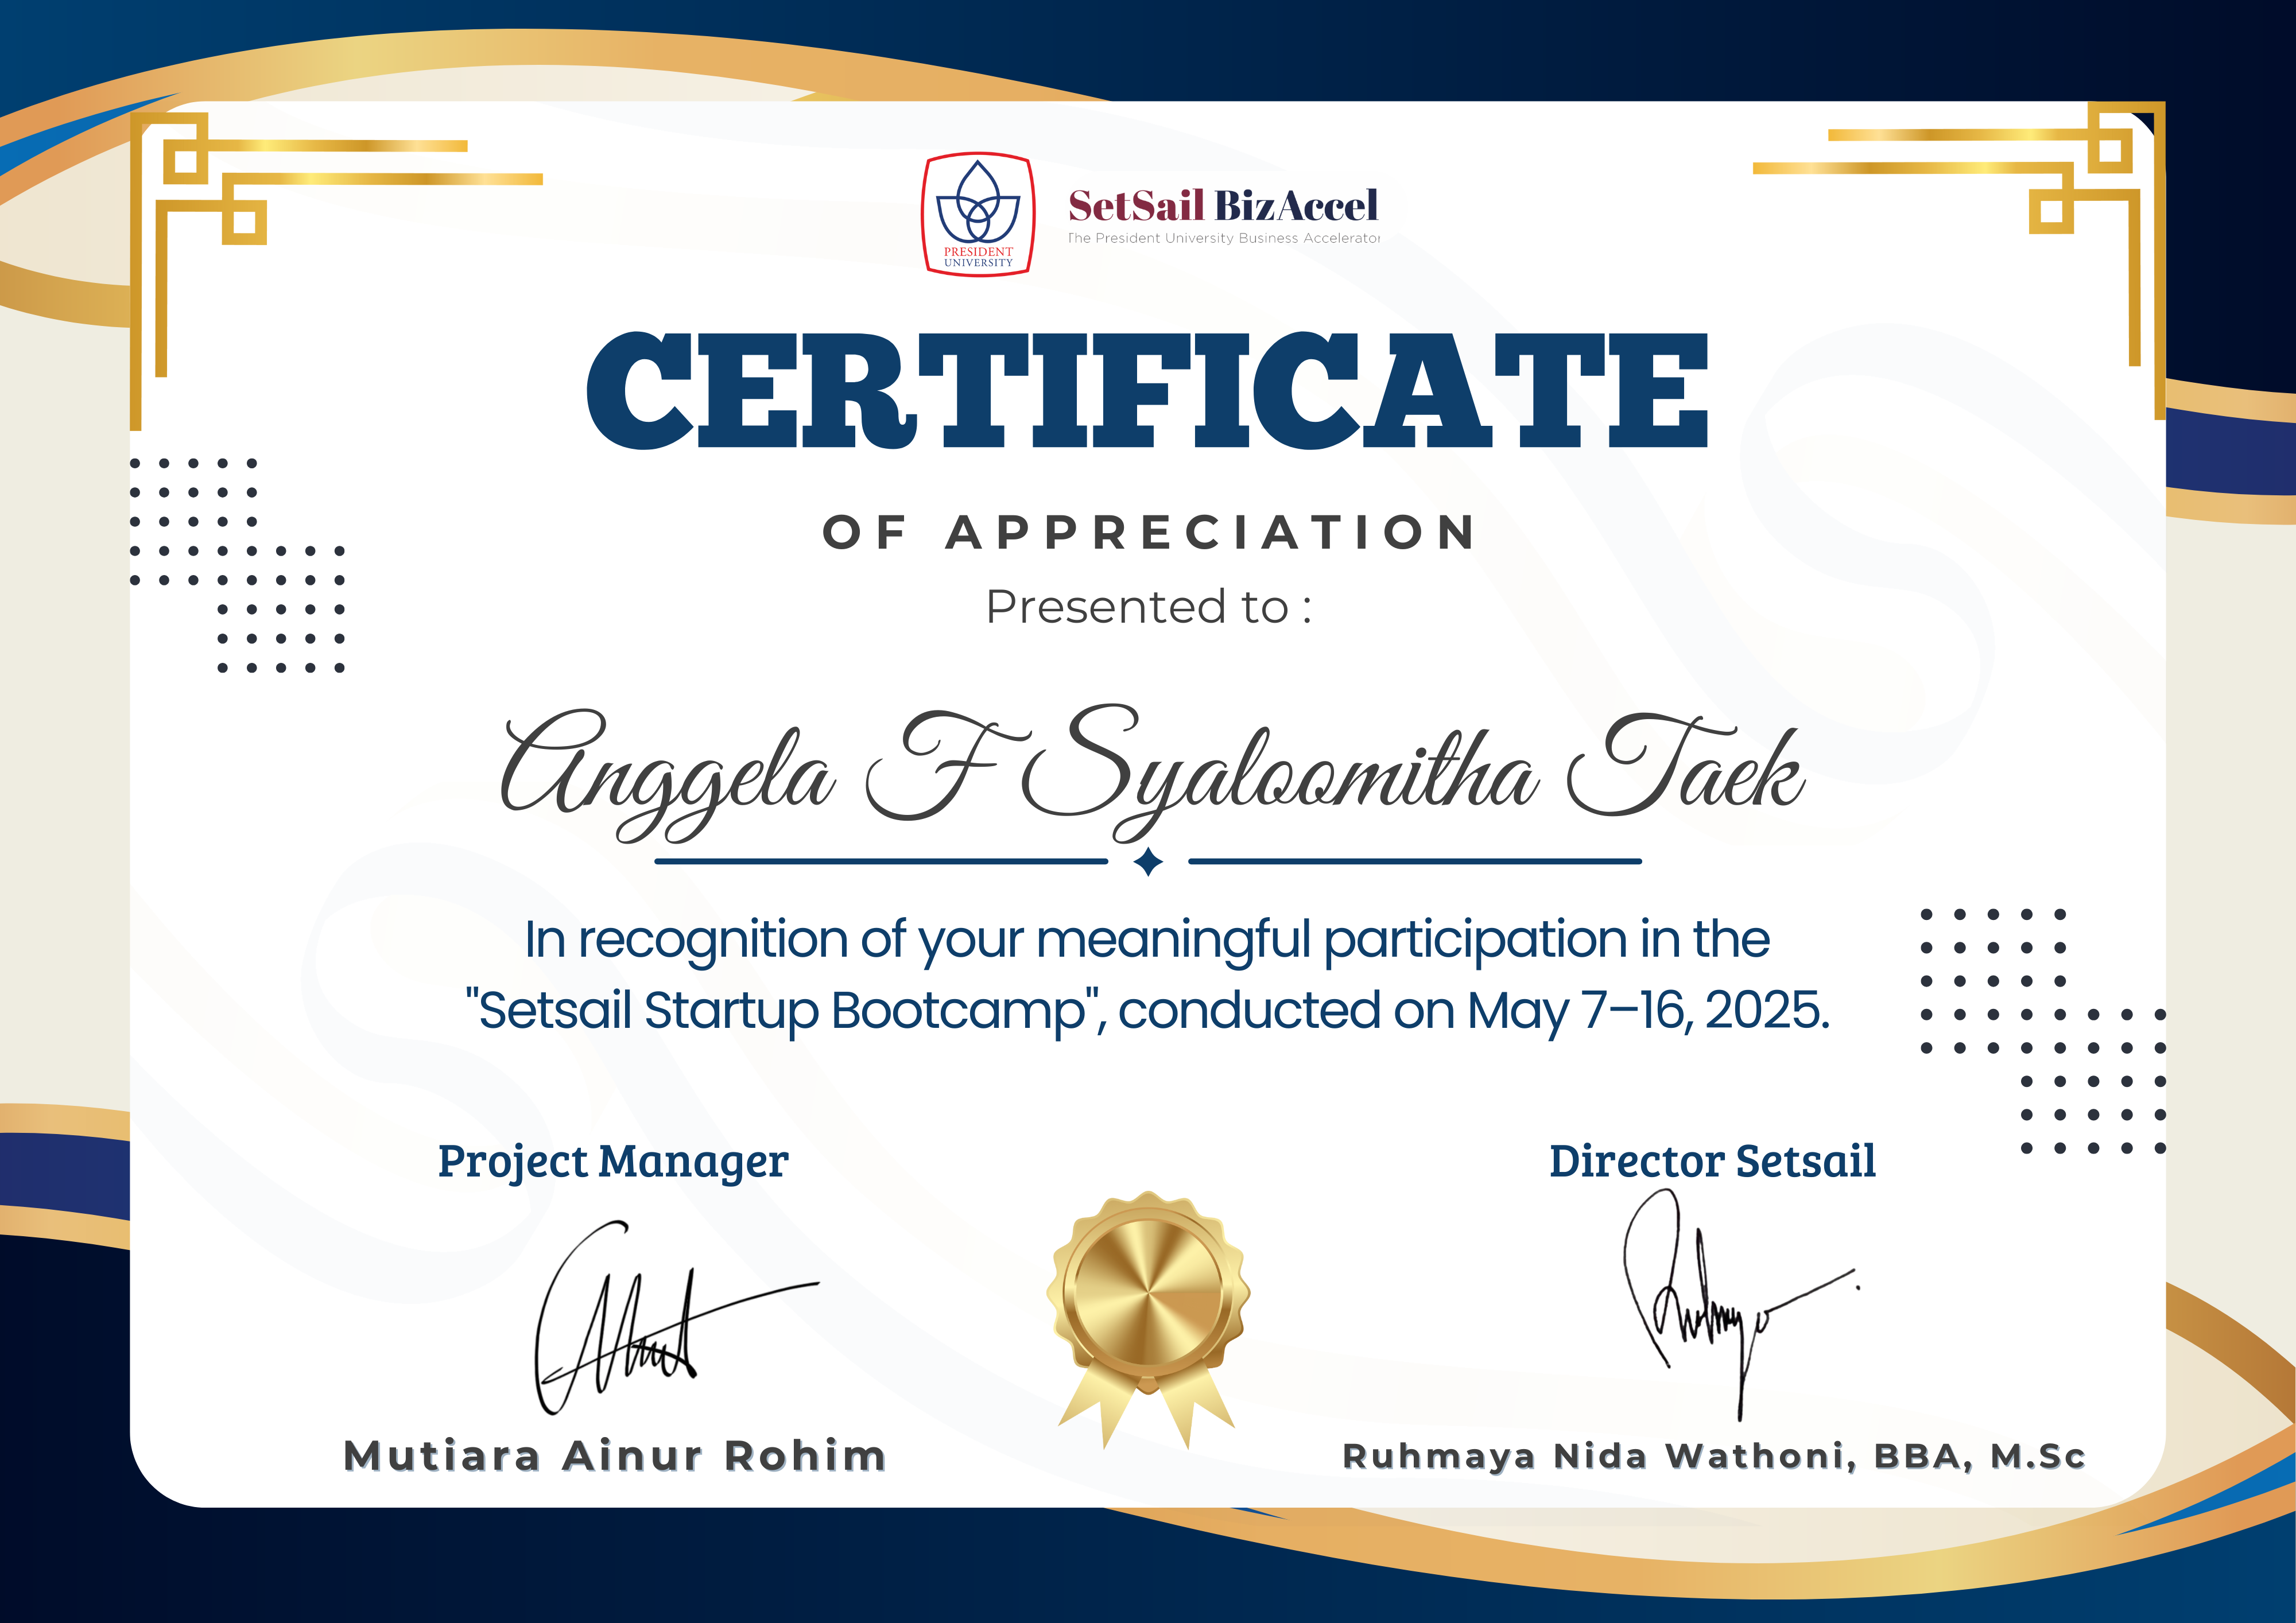 PRESIDENT
UNIVERSITY
SetSail BizAccel
The President University Business Accelerator
CERTIFICATE
OF APPRECIATION
Presented to :
Anggela F Syaloomitha Taek
In recognition of your meaningful participation in the
"Setsail Startup Bootcamp", conducted on May 7–16, 2025.
Project Manager
Director Setsail
Mutiara Ainur Rohim
Ruhmaya Nida Wathoni, BBA, M.Sc